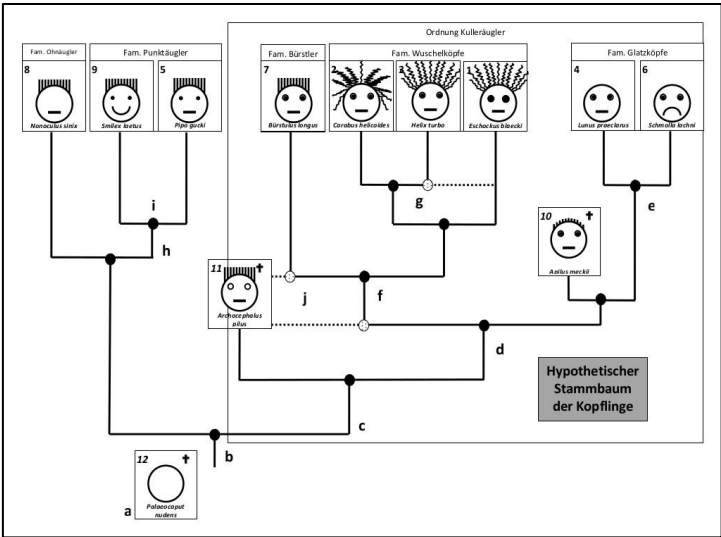 Ordnung Kulleräugler
Fam. Ohnäugler
Fam. Punktäugler
Fam. Bürstler
Fam. Wuschelköpfe
Fam. Glatzköpfe
8
9
5
7
2
3
1
4
6
Nonoculus sinix
Smilex laetus
Pipo gucki
Bürstulus longus
Carabus helicoides
Helix turbo
Eschockus blaecki
Lunus praeclarus
Schmolla lachni
i
g
e
h
10 ✝
Apilus meckii
11 ✝
Archocephalus
pilus
j
f
d
Hypothetischer
Stammbaum
der Kopflinge
c
b
12 ✝
a
Palaeocaput
nudens